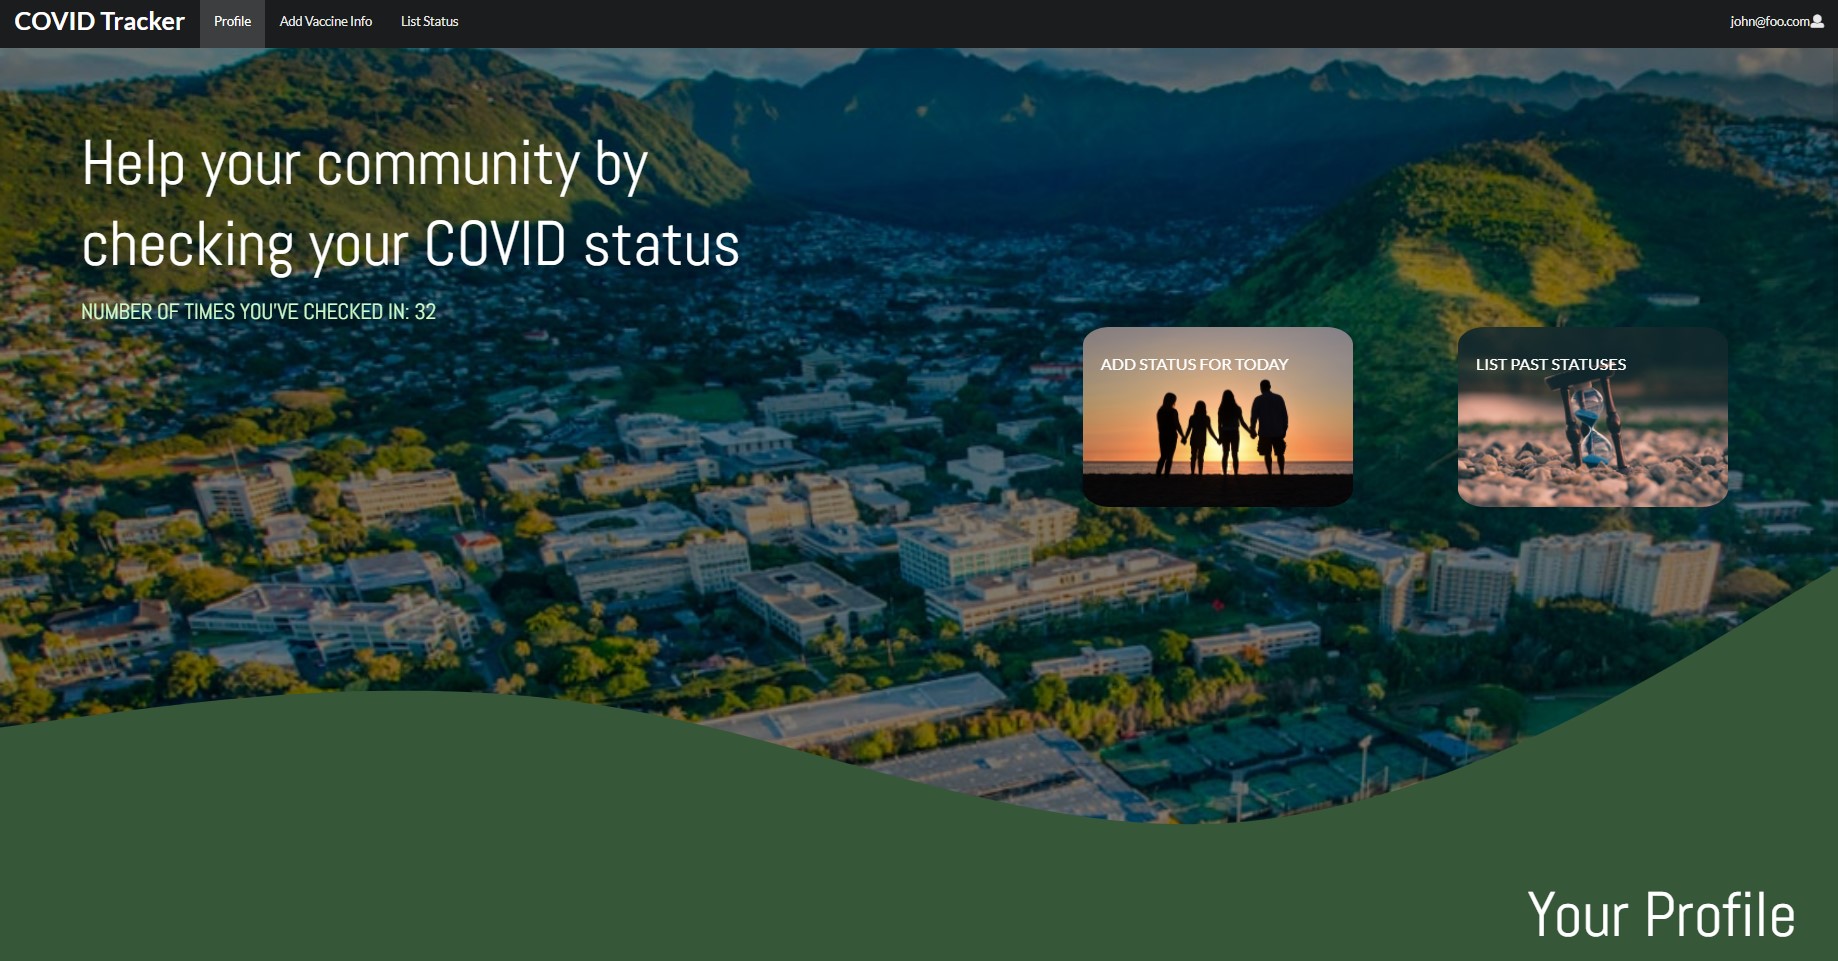 COVID Tracker
Profile
Add Vaccine Info
List Status
john@foo.com
Help your community by
checking your COVID status
NUMBER OF TIMES YOU'VE CHECKED IN: 32
ADD STATUS FOR TODAY
LIST PAST STATUSES
Your Profile